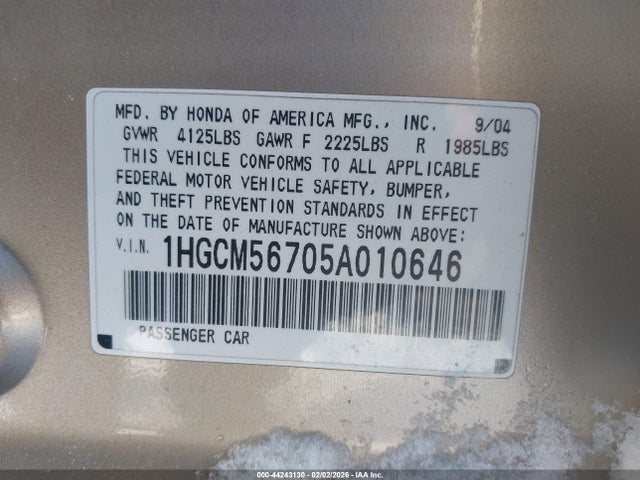 MFD. BY HONDA OF AMERICA MFG., INC. 9/04
GVWR 4125LBS GAWR F 2225LBS R 1985LBS
THIS VEHICLE CONFORMS TO ALL APPLICABLE
FEDERAL MOTOR VEHICLE SAFETY, BUMPER,
AND THEFT PREVENTION STANDARDS IN EFFECT
ON THE DATE OF MANUFACTURE SHOWN ABOVE:
V.I.N. 1HGCM56705A010646
PASSENGER CAR
000-44243130 - 02/02/2026 - IAAI.com